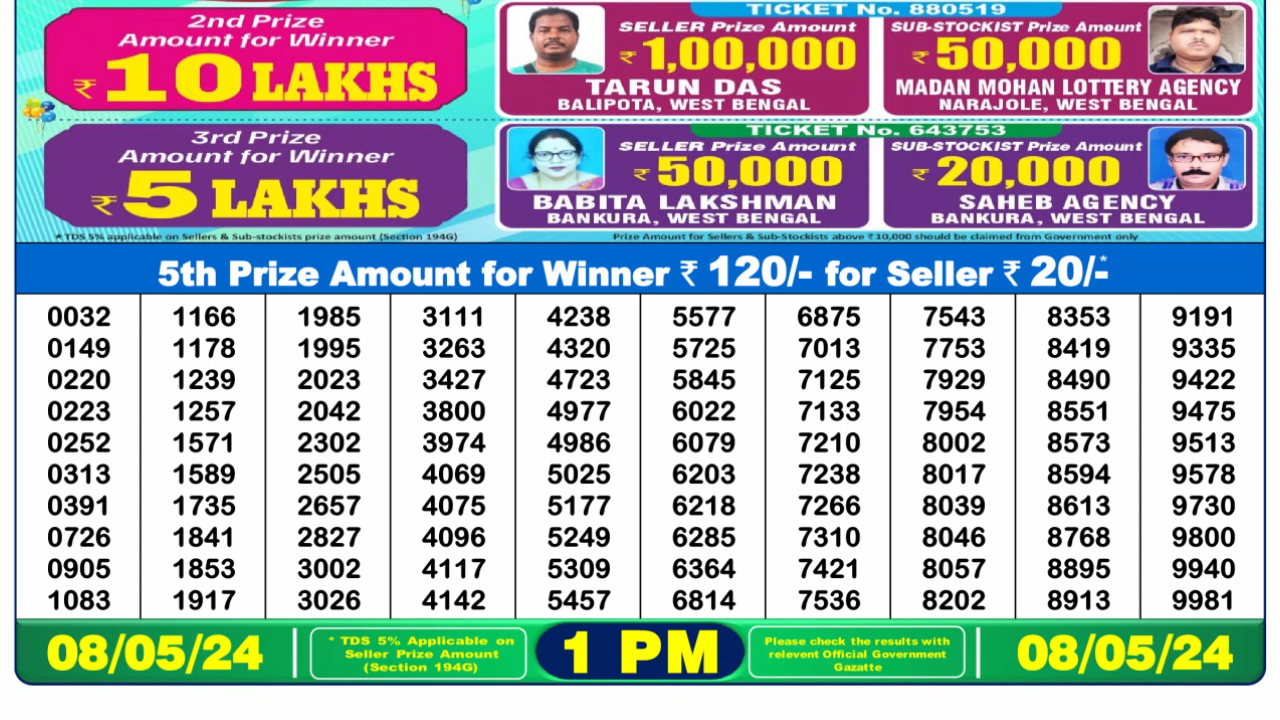 2nd Prize
Amount for Winner
₹ 10 LAKHS
TICKET No. 880519
SELLER Prize Amount
₹ 1,00,000
TARUN DAS
BALIPOTA, WEST BENGAL
SUB-STOCKIST Prize Amount
₹ 50,000
MADAN MOHAN LOTTERY AGENCY
NARAJOLE, WEST BENGAL
3rd Prize
Amount for Winner
₹ 5 LAKHS
TICKET No. 643753
SELLER Prize Amount
₹ 50,000
BABITA LAKSHMAN
BANKURA, WEST BENGAL
SUB-STOCKIST Prize Amount
₹ 20,000
SAHEB AGENCY
BANKURA, WEST BENGAL
*TDS 5% applicable on Sellers & Sub-stockists prize amount (Section 194G)
Prize Amount for Sellers & Sub-Stockists above ₹10,000 should be claimed from Government only
5th Prize Amount for Winner ₹ 120/- for Seller ₹ 20/-*
0032 1166 1985 3111 4238 5577 6875 7543 8353 9191
0149 1178 1995 3263 4320 5725 7013 7753 8419 9335
0220 1239 2023 3427 4723 5845 7125 7929 8490 9422
0223 1257 2042 3800 4977 6022 7133 7954 8551 9475
0252 1571 2302 3974 4986 6079 7210 8002 8573 9513
0313 1589 2505 4069 5025 6203 7238 8017 8594 9578
0391 1735 2657 4075 5177 6218 7266 8039 8613 9730
0726 1841 2827 4096 5249 6285 7310 8046 8768 9800
0905 1853 3002 4117 5309 6364 7421 8057 8895 9940
1083 1917 3026 4142 5457 6814 7536 8202 8913 9981
08/05/24
* TDS 5% Applicable on
Seller Prize Amount
(Section 194G)
1 PM
Please check the results with
relevent Official Government
Gazatte
08/05/24